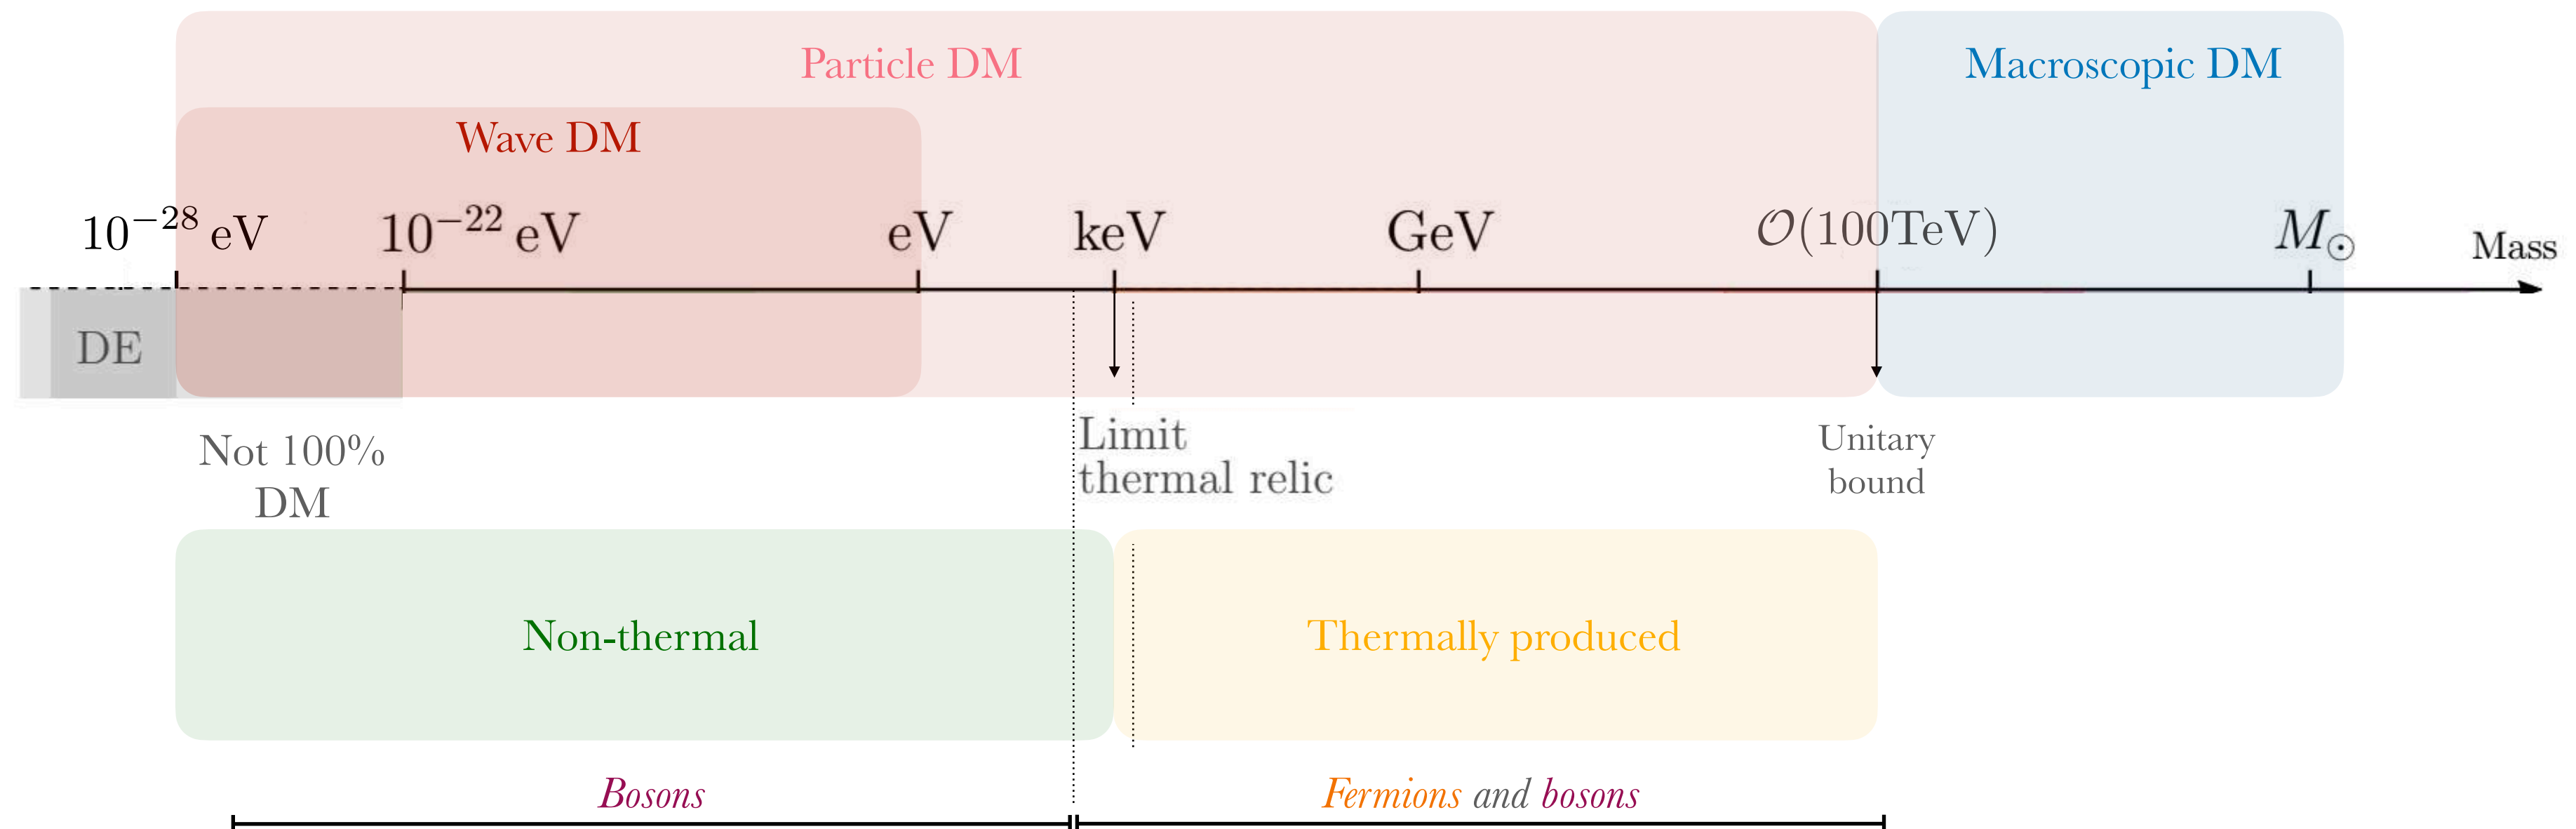 Particle DM
Macroscopic DM
Wave DM
10⁻²⁸ eV
10⁻²² eV
eV
keV
GeV
𝒪(100TeV)
M☉
Mass
DE
Not 100%
DM
Limit
thermal relic
Unitary
bound
Non-thermal
Thermally produced
Bosons
Fermions and bosons